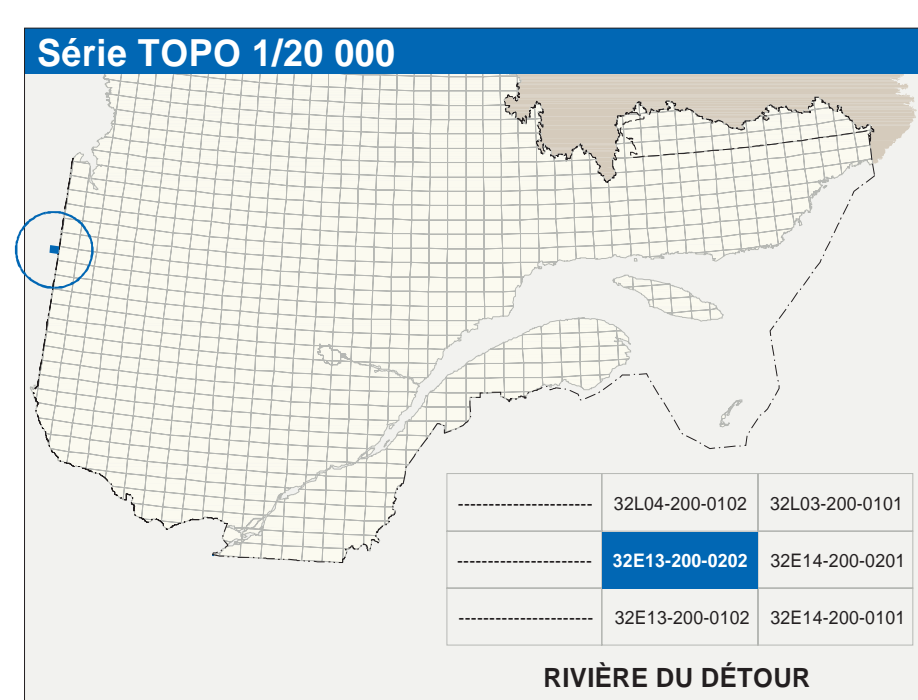 Série TOPO 1/20 000
---------------------- 32L04-200-0102 32L03-200-0101
---------------------- 32E13-200-0202 32E14-200-0201
---------------------- 32E13-200-0102 32E14-200-0101
RIVIÈRE DU DÉTOUR